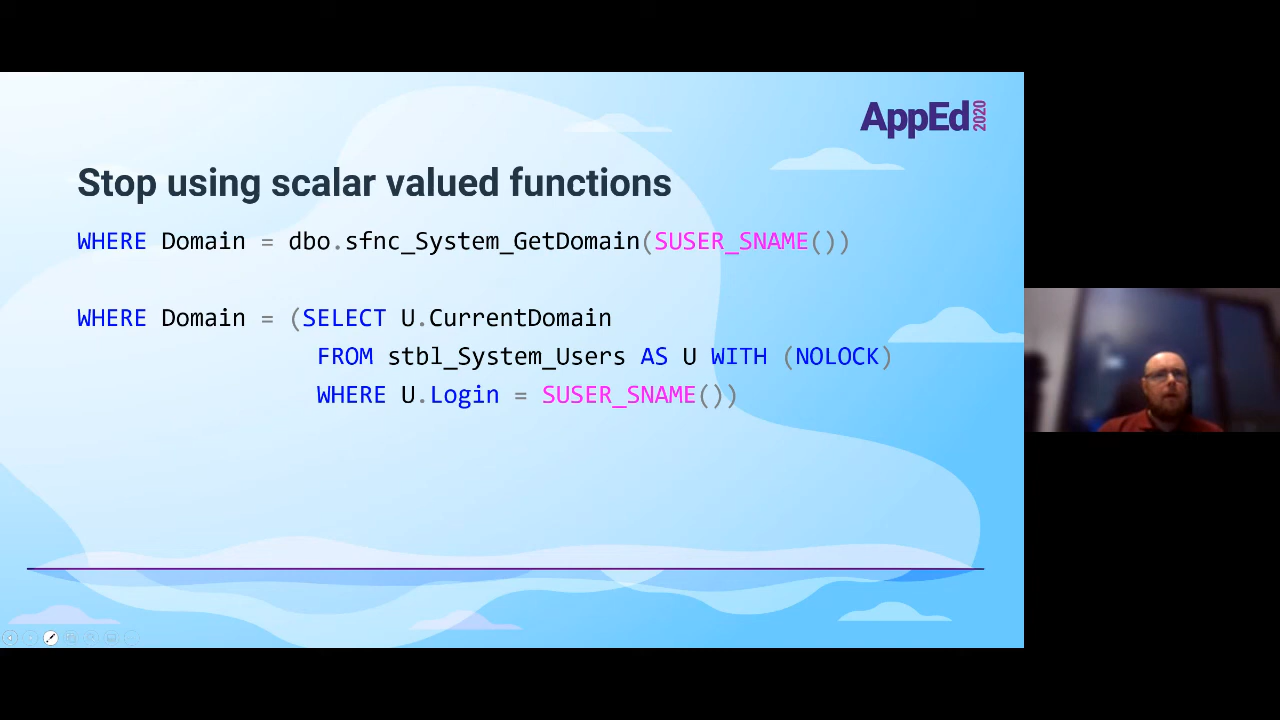 AppEd 2020
Stop using scalar valued functions
WHERE Domain = dbo.sfnc_System_GetDomain(SUSER_SNAME())
WHERE Domain = (SELECT U.CurrentDomain
FROM stbl_System_Users AS U WITH (NOLOCK)
WHERE U.Login = SUSER_SNAME())